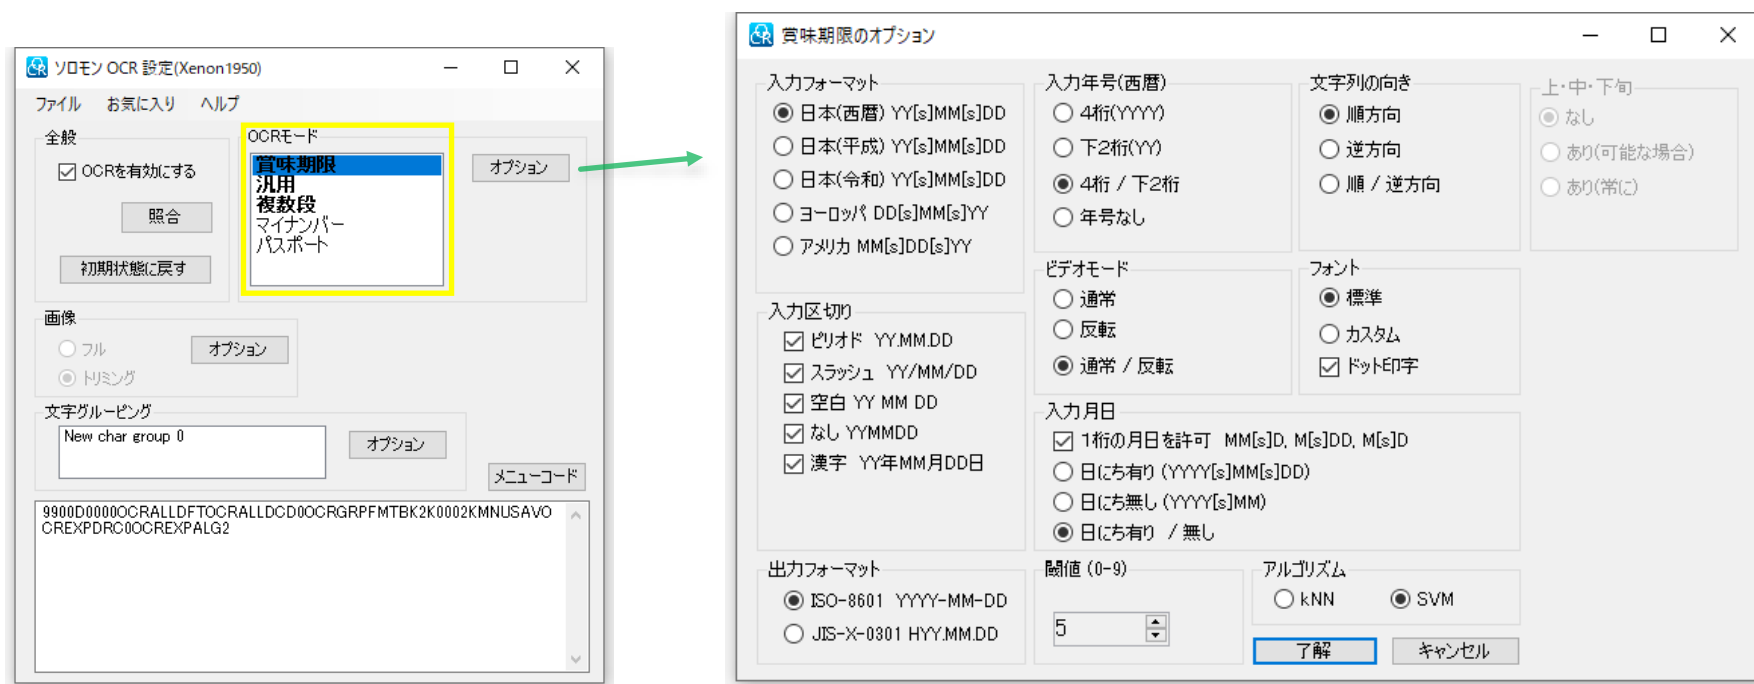 ソロモン OCR 設定(Xenon1950)
ファイル お気に入り ヘルプ
全般
OCRを有効にする
照合
初期状態に戻す
OCRモード
賞味期限
汎用
複数段
マイナンバー
パスポート
オプション
画像
フル
トリミング
オプション
文字グルーピング
New char group 0
オプション
メニューコード
9900D0000OCRALLDFTOCRALLDCD0OCRGRPFMTBK2K0002KMNUSAVO
CREXPDRC0OCREXPALG2
賞味期限のオプション
入力フォーマット
日本(西暦) YY[s]MM[s]DD
日本(平成) YY[s]MM[s]DD
日本(令和) YY[s]MM[s]DD
ヨーロッパ DD[s]MM[s]YY
アメリカ MM[s]DD[s]YY
入力区切り
ピリオド YY.MM.DD
スラッシュ YY/MM/DD
空白 YY MM DD
なし YYMMDD
漢字 YY年MM月DD日
出力フォーマット
ISO-8601 YYYY-MM-DD
JIS-X-0301 HYY.MM.DD
入力年号(西暦)
4桁(YYYY)
下2桁(YY)
4桁 / 下2桁
年号なし
ビデオモード
通常
反転
通常 / 反転
文字列の向き
順方向
逆方向
順 / 逆方向
フォント
標準
カスタム
ドット印字
上・中・下旬
なし
あり(可能な場合)
あり(常に)
入力月日
1桁の月日を許可 MM[s]D, M[s]DD, M[s]D
日にち有り (YYYY[s]MM[s]DD)
日にち無し (YYYY[s]MM)
日にち有り / 無し
閾値 (0-9)
5
アルゴリズム
kNN
SVM
了解
キャンセル